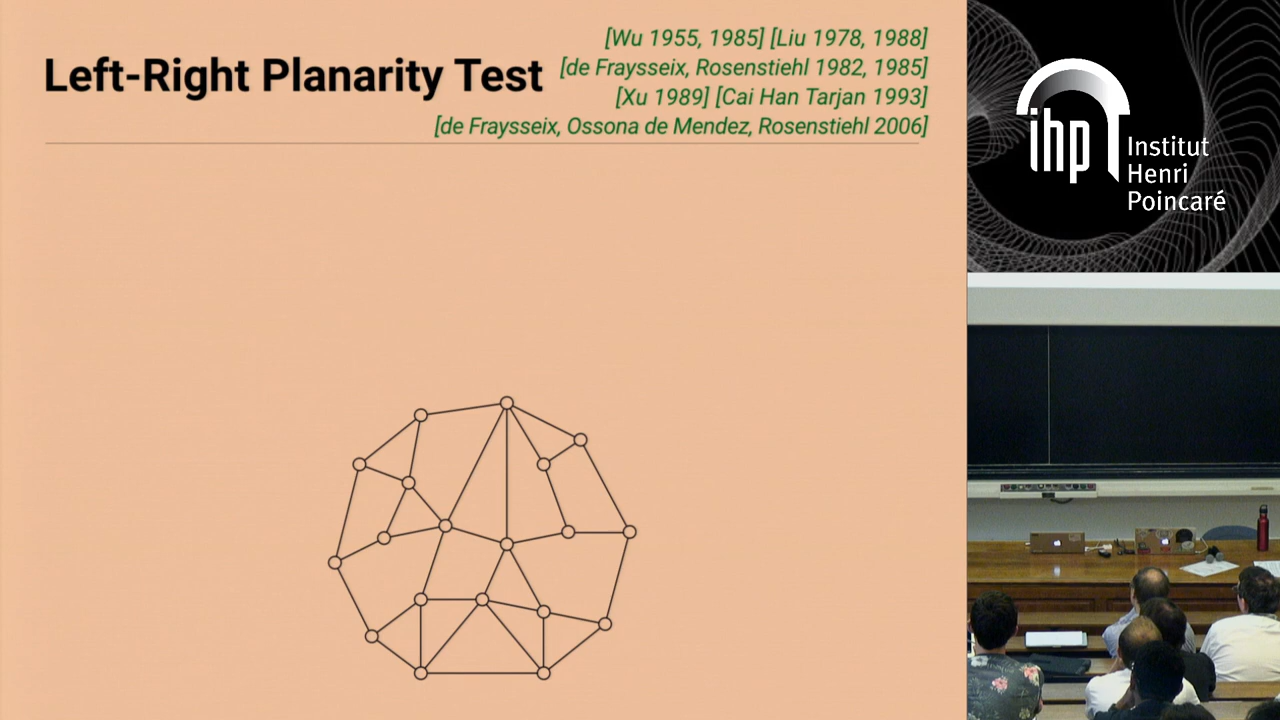 Left-Right Planarity Test
[Wu 1955, 1985] [Liu 1978, 1988]
[de Fraysseix, Rosenstiehl 1982, 1985]
[Xu 1989] [Cai Han Tarjan 1993]
[de Fraysseix, Ossona de Mendez, Rosenstiehl 2006]
ihp
Institut
Henri
Poincaré